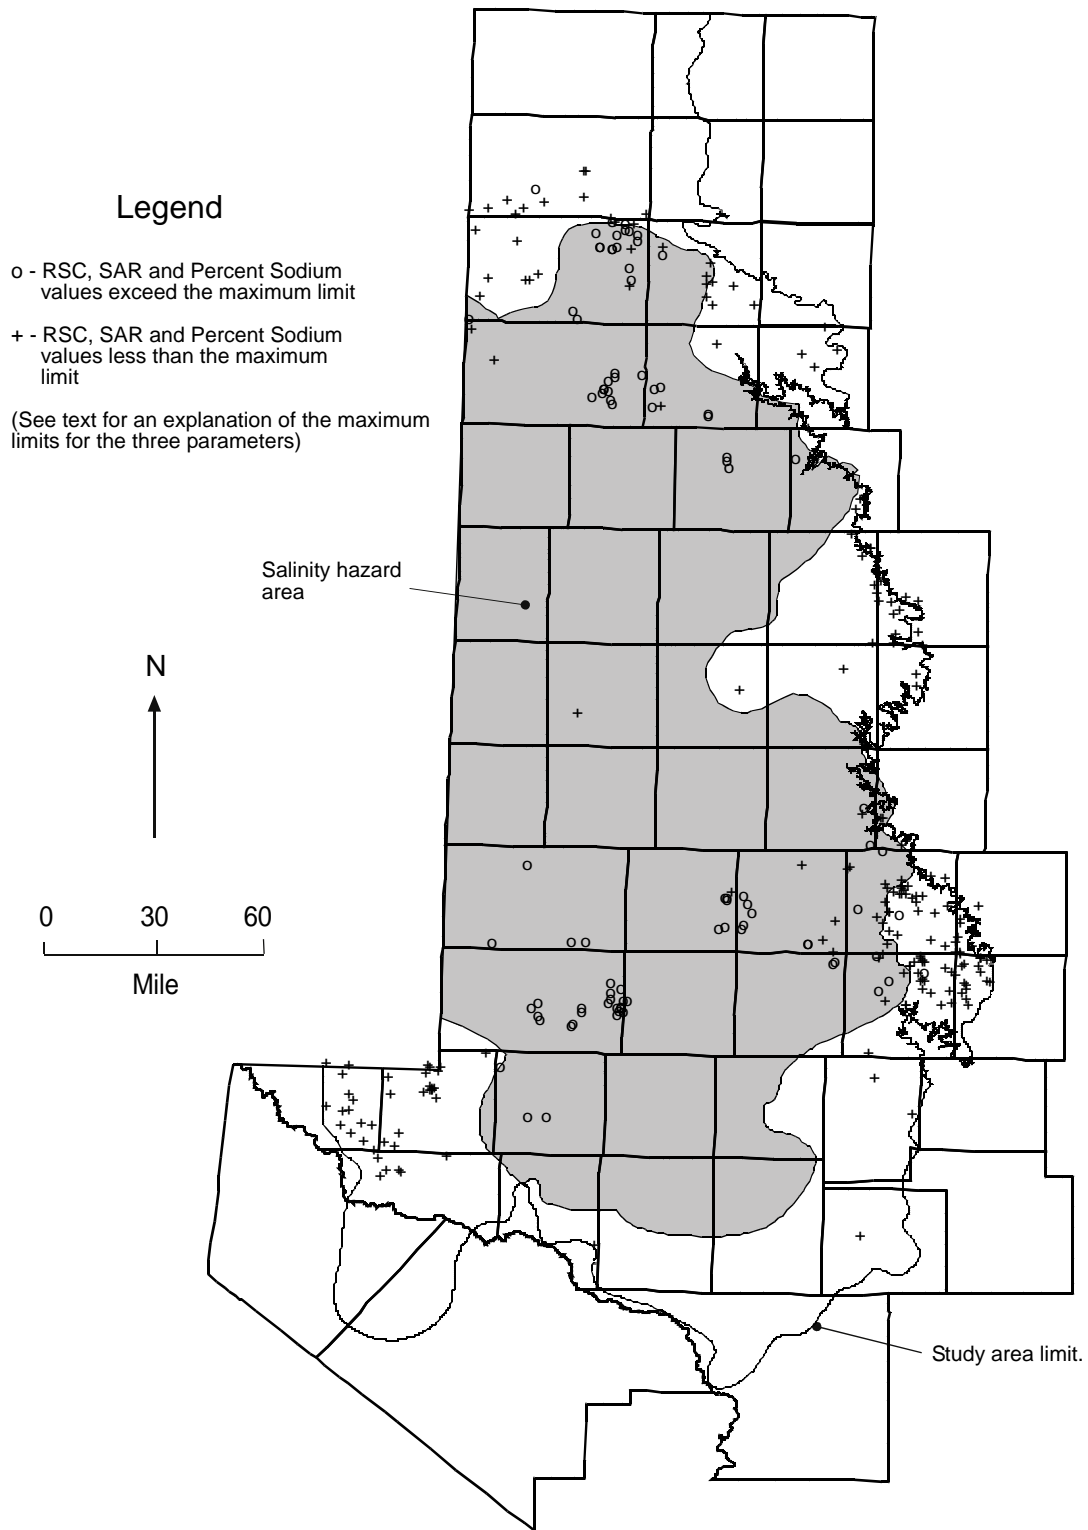 Legend
o - RSC, SAR and Percent Sodium
values exceed the maximum limit
+ - RSC, SAR and Percent Sodium
values less than the maximum
limit
(See text for an explanation of the maximum
limits for the three parameters)
Salinity hazard
area
N
0 30 60
Mile
Study area limit.